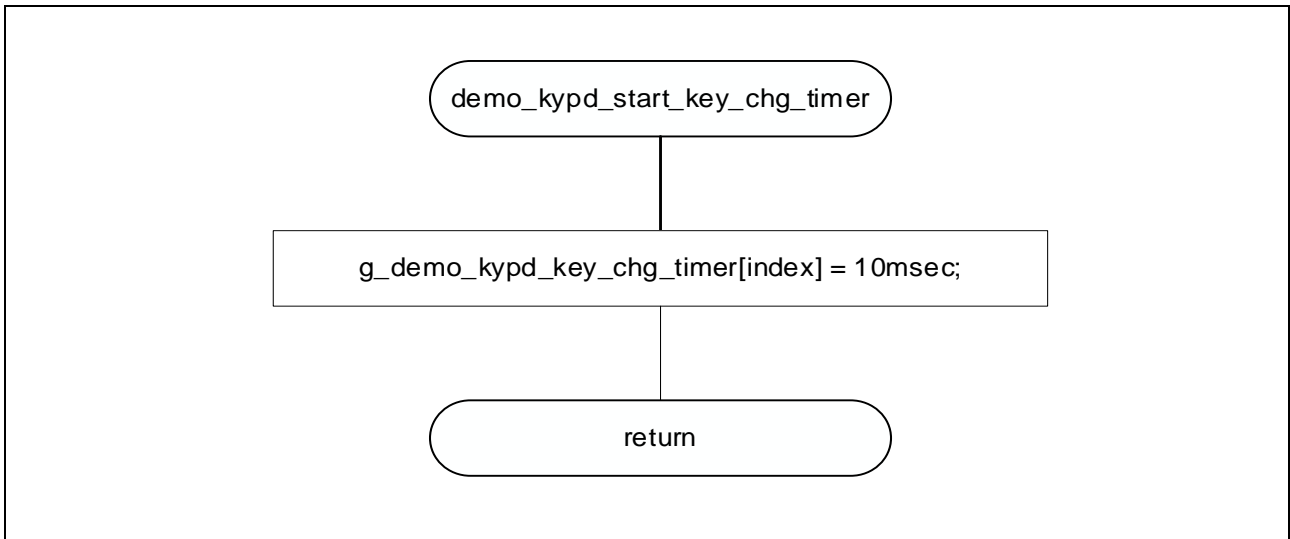 demo_kypd_start_key_chg_timer
g_demo_kypd_key_chg_timer[index] = 10msec;
return